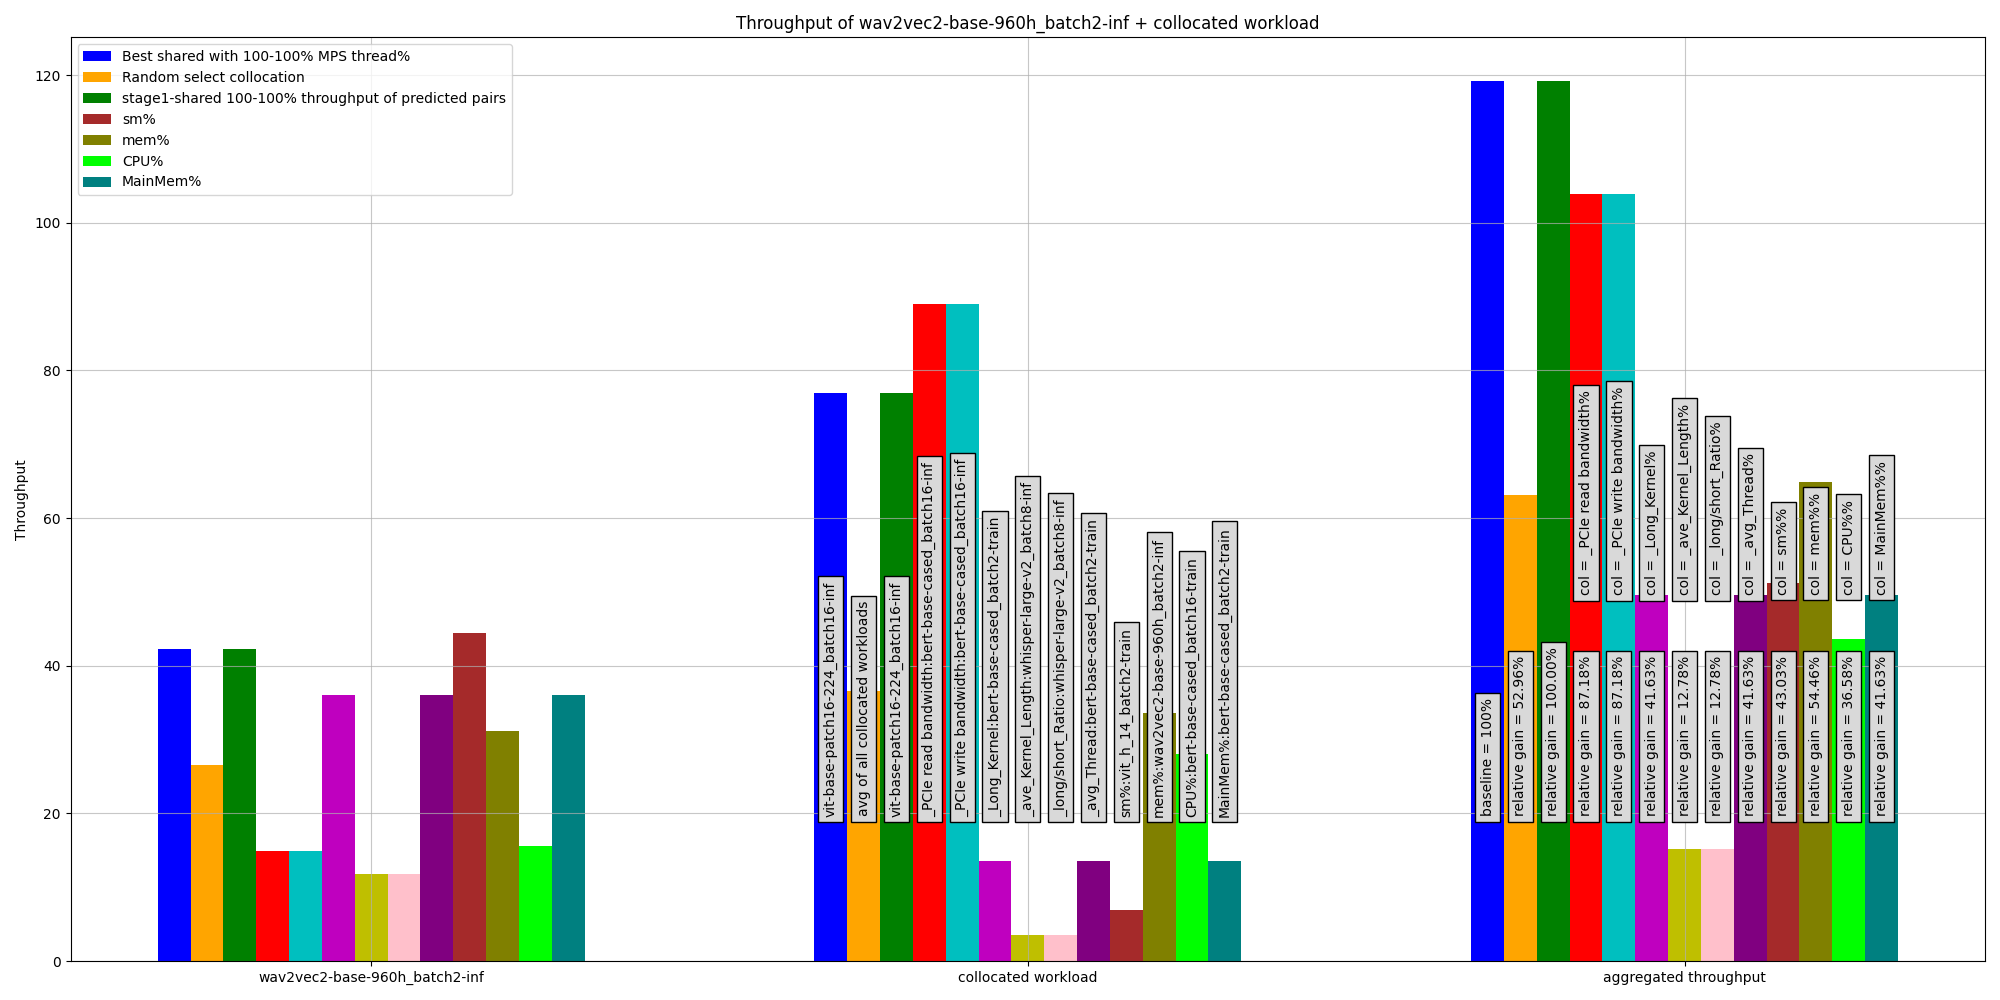 Throughput of wav2vec2-base-960h_batch2-inf + collocated workload
Best shared with 100-100% MPS thread%
Random select collocation
stage1-shared 100-100% throughput of predicted pairs
sm%
mem%
CPU%
MainMem%
Throughput
120
100
80
60
40
20
0
vit-base-patch16-224_batch16-inf
avg of all collocated workloads
vit-base-patch16-224_batch16-inf
_PCIe read bandwidth:bert-base-cased_batch16-inf
_PCIe write bandwidth:bert-base-cased_batch16-inf
_Long_Kernel:bert-base-cased_batch2-train
_ave_Kernel_Length:whisper-large-v2_batch8-inf
_long/short_Ratio:whisper-large-v2_batch8-inf
_avg_Thread:bert-base-cased_batch2-train
sm%:vit_h_14_batch2-train
mem%:wav2vec2-base-960h_batch2-inf
CPU%:bert-base-cased_batch16-train
MainMem%:bert-base-cased_batch2-train
col = _PCIe read bandwidth%
col = _PCIe write bandwidth%
col = _Long_Kernel%
col = _ave_Kernel_Length%
col = _long/short_Ratio%
col = _avg_Thread%
col = sm%%
col = mem%%
col = CPU%%
col = MainMem%%
baseline = 100%
relative gain = 52.96%
relative gain = 100.00%
relative gain = 87.18%
relative gain = 87.18%
relative gain = 41.63%
relative gain = 12.78%
relative gain = 12.78%
relative gain = 41.63%
relative gain = 43.03%
relative gain = 54.46%
relative gain = 36.58%
relative gain = 41.63%
wav2vec2-base-960h_batch2-inf
collocated workload
aggregated throughput